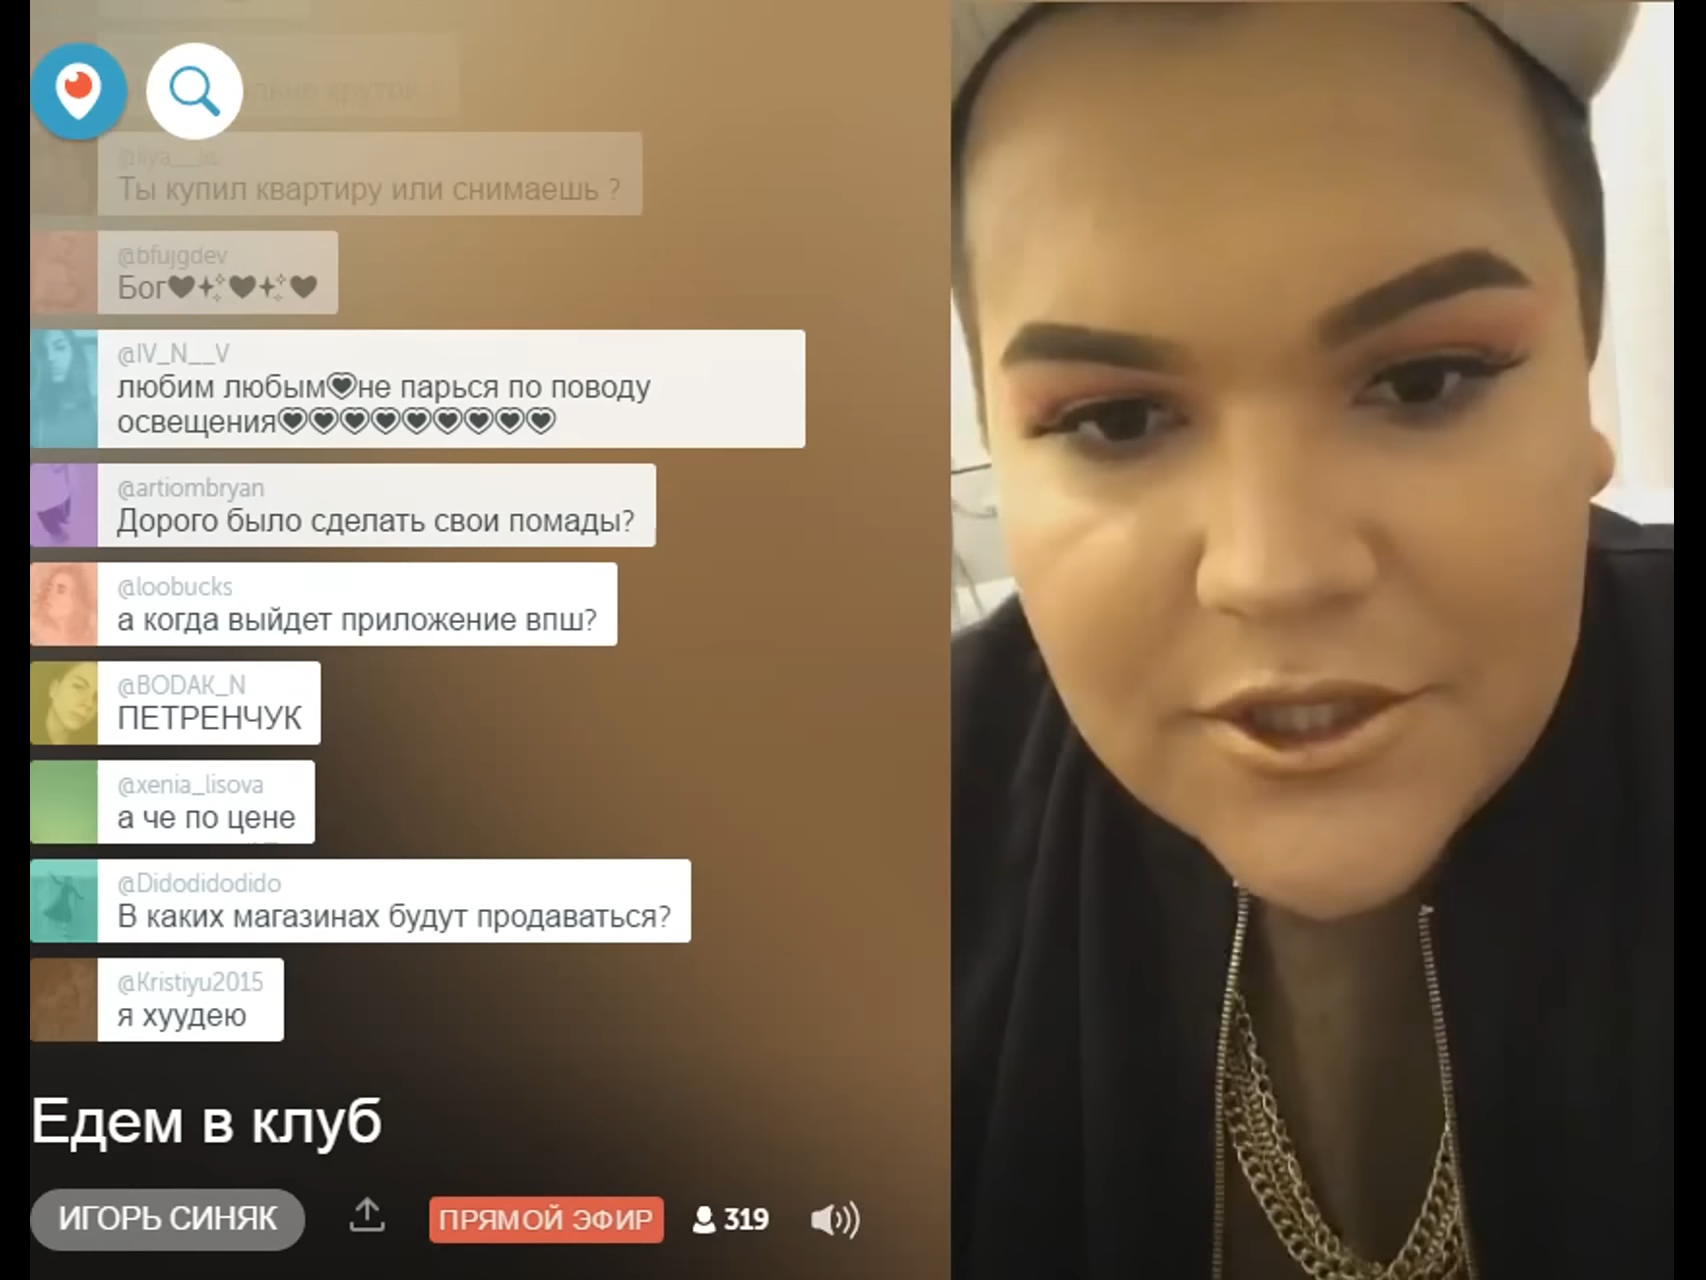 Ты купил квартиру или снимаешь ?
@bfujgdev
Бог♥✨♥✨♥
@IV_N__V
любим любым💗не парься по поводу
освещения💗💗💗💗💗💗💗💗💗
@artiombryan
Дорого было сделать свои помады?
@loobucks
а когда выйдет приложение впш?
@BODAK_N
ПЕТРЕНЧУК
@xenia_lisova
а че по цене
@Didodidodido
В каких магазинах будут продаваться?
@Kristiyu2015
я хуудею
Едем в клуб
ИГОРЬ СИНЯК
ПРЯМОЙ ЭФИР
319